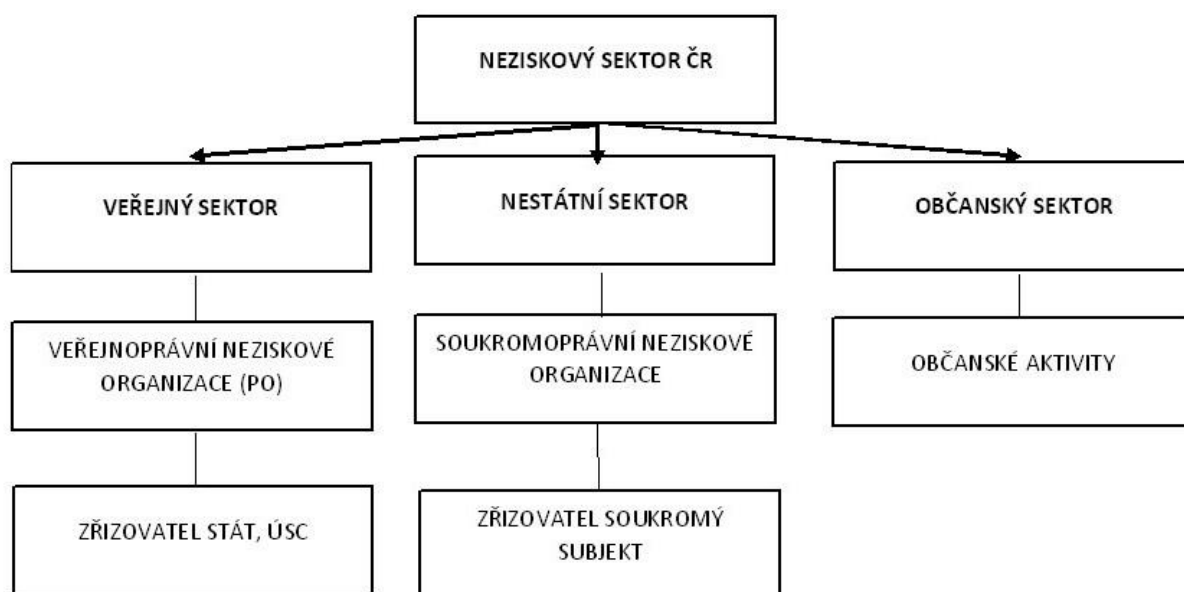 NEZISKOVÝ SEKTOR ČR
VEŘEJNÝ SEKTOR
NESTÁTNÍ SEKTOR
OBČANSKÝ SEKTOR
VEŘEJNOPRÁVNÍ NEZISKOVÉ
ORGANIZACE (PO)
SOUKROMOPRÁVNÍ NEZISKOVÉ
ORGANIZACE
OBČANSKÉ AKTIVITY
ZŘIZOVATEL STÁT, ÚSC
ZŘIZOVATEL SOUKROMÝ
SUBJEKT